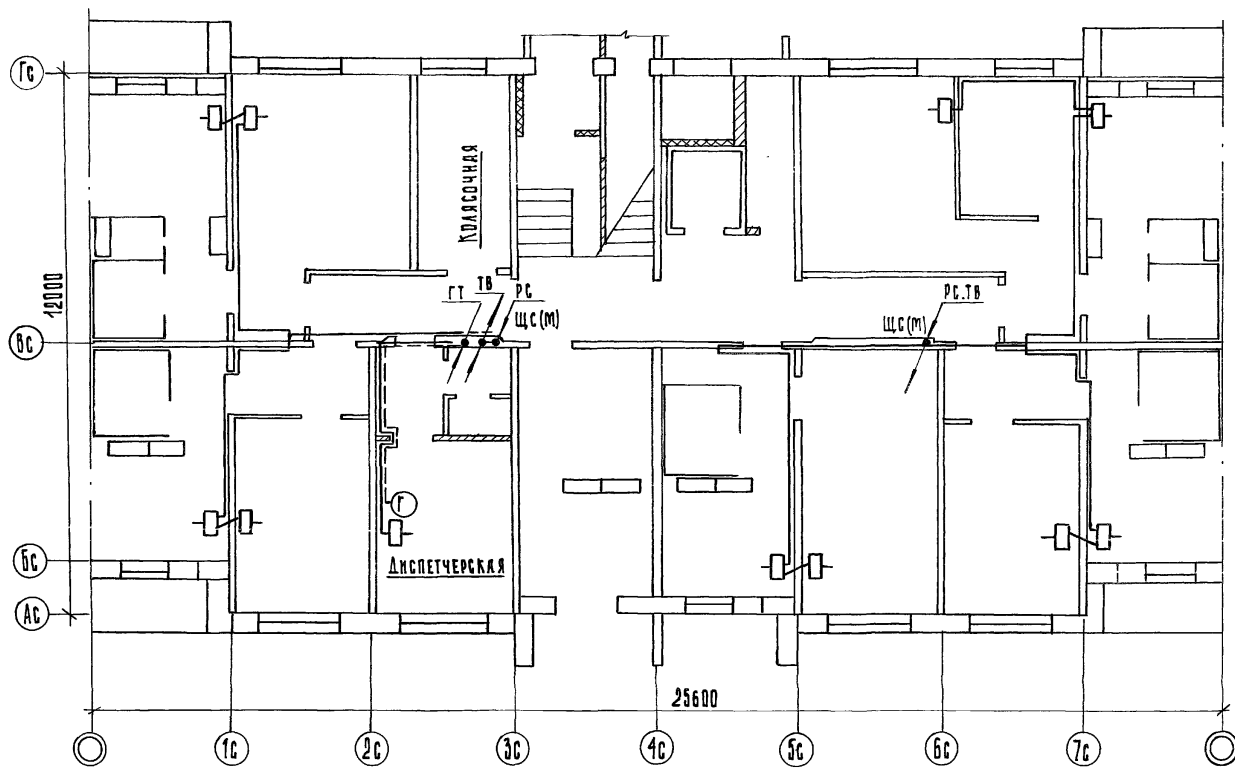 Гс
Колясочная
12000
ГТ
ТВ
РС
ЩС(М)
РС.ТВ
ЩС(М)
Вс
Г
Диспетчерская
Бс
Ас
25600
1с
2с
3с
4с
5с
6с
7с